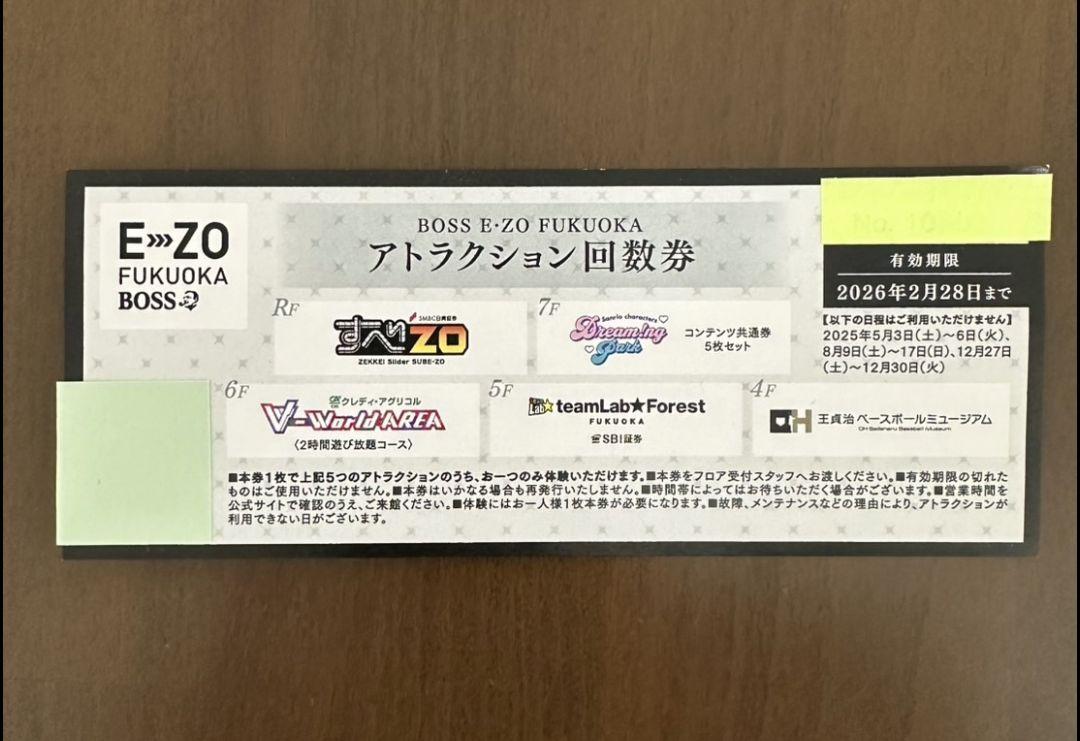 E>>>ZO
FUKUOKA
BOSS
BOSS E・ZO FUKUOKA
アトラクション回数券
有効期限
2026年2月28日まで
【以下の日程はご利用いただけません】
2025年5月3日(土)～6日(火)、
8月9日(土)～17日(日)、12月27日
(土)～12月30日(火)
RF
SMBC日興証券
すべりZO
ZEKKEI Slider SUBE-ZO
7F
Sanrio characters
Dreaming
Park
コンテンツ共通券
5枚セット
6F
クレディ・アグリコル
V-World AREA
〈2時間遊び放題コース〉
5F
teamLab★Forest
FUKUOKA
SBI証券
4F
王貞治 ベースボールミュージアム
OH Sadaharu Baseball Museum
■本券1枚で上記5つのアトラクションのうち、お一つのみ体験いただけます。■本券をフロア受付スタッフへお渡しください。■有効期限の切れた
ものはご使用いただけません。■本券はいかなる場合も再発行いたしません。■時間帯によってはお待ちいただく場合がございます。■営業時間を
公式サイトで確認のうえ、ご来館ください。■体験にはお一人様1枚本券が必要になります。■故障、メンテナンスなどの理由により、アトラクションが
利用できない日がございます。